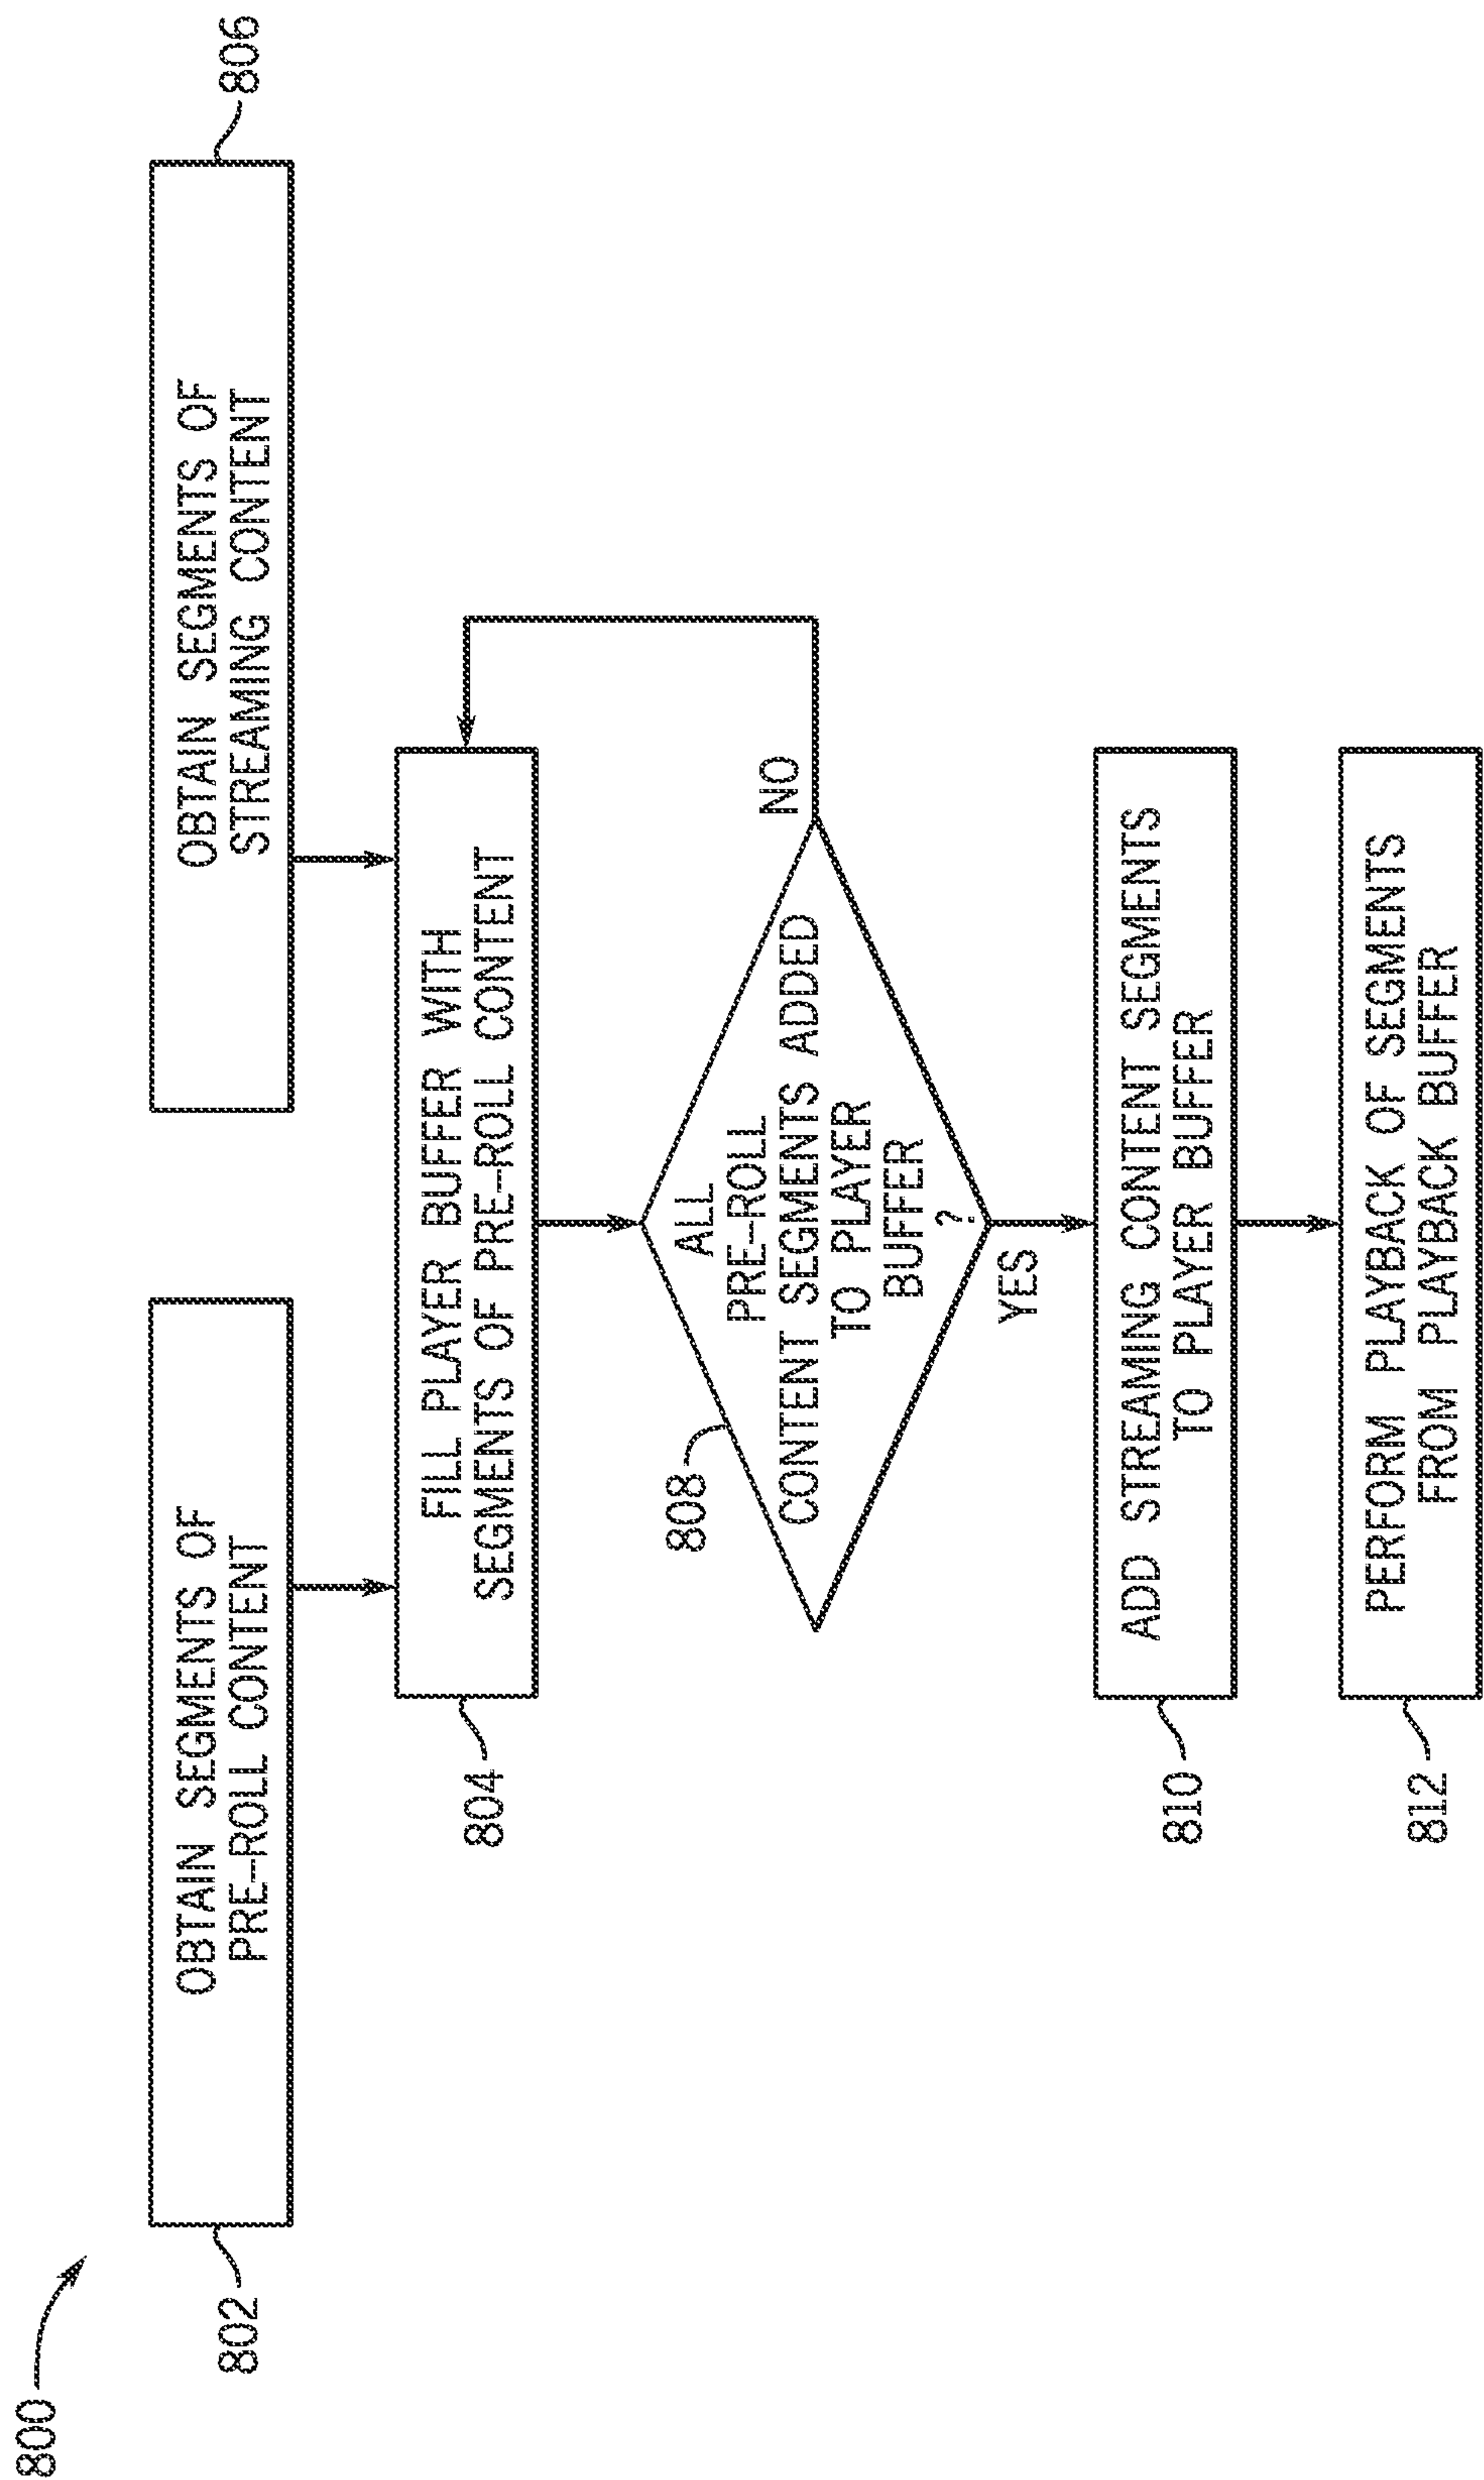 800
802
OBTAIN SEGMENTS OF
PRE-ROLL CONTENT
OBTAIN SEGMENTS OF
STREAMING CONTENT
806
804
FILL PLAYER BUFFER WITH
SEGMENTS OF PRE-ROLL CONTENT
808
ALL
PRE-ROLL
CONTENT SEGMENTS ADDED
TO PLAYER
BUFFER
?
NO
YES
810
ADD STREAMING CONTENT SEGMENTS
TO PLAYER BUFFER
812
PERFORM PLAYBACK OF SEGMENTS
FROM PLAYBACK BUFFER